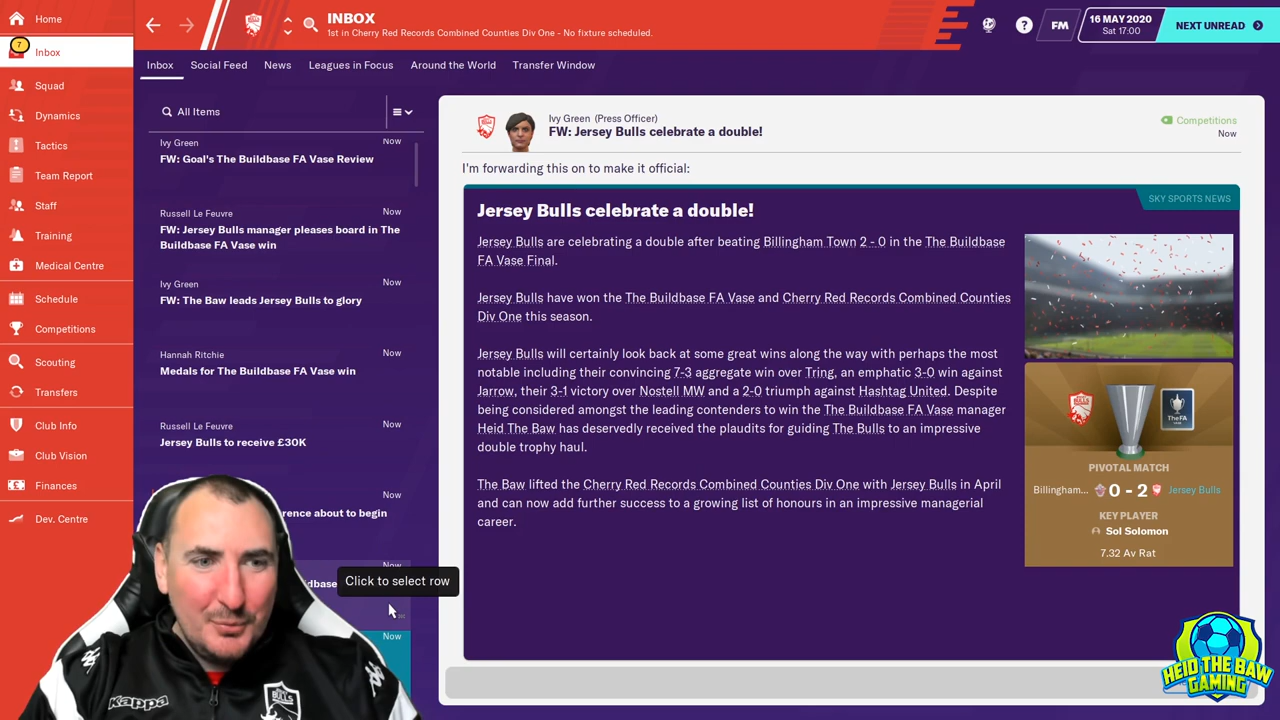 Home
7
Inbox
Squad
Dynamics
Tactics
Team Report
Staff
Training
Medical Centre
Schedule
Competitions
Scouting
Transfers
Club Info
Club Vision
Finances
Dev. Centre
INBOX
1st in Cherry Red Records Combined Counties Div One - No fixture scheduled.
?
FM
16 MAY 2020
Sat 17:00
NEXT UNREAD
Inbox
Social Feed
News
Leagues in Focus
Around the World
Transfer Window
All Items
Ivy Green
Now
FW: Goal's The Buildbase FA Vase Review
Russell Le Feuvre
Now
FW: Jersey Bulls manager pleases board in The
Buildbase FA Vase win
Ivy Green
Now
FW: The Baw leads Jersey Bulls to glory
Hannah Ritchie
Now
Medals for The Buildbase FA Vase win
Russell Le Feuvre
Now
Jersey Bulls to receive £30K
Now
rence about to begin
Now
Click to select row
Now
Ivy Green (Press Officer)
FW: Jersey Bulls celebrate a double!
Competitions
Now
I'm forwarding this on to make it official:
SKY SPORTS NEWS
Jersey Bulls celebrate a double!
Jersey Bulls are celebrating a double after beating Billingham Town 2 - 0 in the The Buildbase
FA Vase Final.
Jersey Bulls have won the The Buildbase FA Vase and Cherry Red Records Combined Counties
Div One this season.
Jersey Bulls will certainly look back at some great wins along the way with perhaps the most
notable including their convincing 7-3 aggregate win over Tring, an emphatic 3-0 win against
Jarrow, their 3-1 victory over Nostell MW and a 2-0 triumph against Hashtag United. Despite
being considered amongst the leading contenders to win the The Buildbase FA Vase manager
Heid The Baw has deservedly received the plaudits for guiding The Bulls to an impressive
double trophy haul.
The Baw lifted the Cherry Red Records Combined Counties Div One with Jersey Bulls in April
and can now add further success to a growing list of honours in an impressive managerial
career.
TheFA
PIVOTAL MATCH
Billingham... 0 - 2 Jersey Bulls
KEY PLAYER
Sol Solomon
7.32 Av Rat
Kappa
BULLS
HEID THE BAW
GAMING